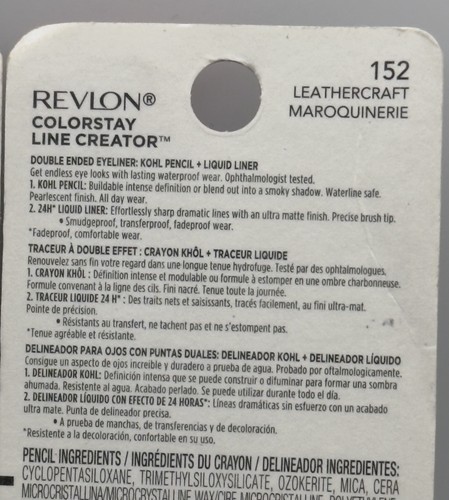 152
LEATHERCRAFT
MAROQUINERIE
REVLON®
COLORSTAY
LINE CREATOR™
DOUBLE ENDED EYELINER: KOHL PENCIL + LIQUID LINER
Get endless eye looks with lasting waterproof wear. Ophthalmologist tested.
1. KOHL PENCIL: Buildable intense definition or blend out into a smoky shadow. Waterline safe.
Pearlescent finish. All day wear.
2. 24H* LIQUID LINER: Effortlessly sharp dramatic lines with an ultra matte finish. Precise brush tip.
• Smudgeproof, transferproof, fadeproof wear.
*Fadeproof, comfortable wear.
TRACEUR À DOUBLE EFFET : CRAYON KHÔL + TRACEUR LIQUIDE
Renouvelez sans fin votre regard dans une longue tenue hydrofuge. Testé par des ophtalmologues.
1. CRAYON KHÔL : Définition intense et modulable ou formule à estomper en une ombre charbonneuse.
Formule convenant à la ligne des cils. Fini nacré. Tenue toute la journée.
2. TRACEUR LIQUIDE 24 H* : Des traits nets et saisissants, tracés facilement, au fini ultra-mat.
Pointe de précision.
• Résistants au transfert, ne tachent pas et ne s'estompent pas.
*Tenue agréable et résistante.
DELINEADOR PARA OJOS CON PUNTAS DUALES: DELINEADOR KOHL + DELINEADOR LÍQUIDO
Consigue un aspecto de ojos increíble y duradero a prueba de agua. Probado por oftalmológicamente.
1. DELINEADOR KOHL: Definición intensa que se puede construir o difuminar para formar una sombra
ahumada. Resistente al agua. Acabado perlado. Se puede utilizar durante todo el día.
2. DELINEADOR LÍQUIDO CON EFECTO DE 24 HORAS*: Líneas dramáticas sin esfuerzo con un acabado
ultra mate. Punta de delineador precisa.
• A prueba de manchas, de transferencias y de decoloración.
*Resistente a la decoloración, confortable en su uso.
PENCIL INGREDIENTS / INGRÉDIENTS DU CRAYON / DELINEADOR INGREDIENTES:
CYCLOPENTASILOXANE, TRIMETHYLSILOXYSILICATE, OZOKERITE, MICA, CERA
MICROCRISTALLINA/MICROCRYSTALLINE WAX/CIRE MICROCRISTALLINE, POLYETHYLENE